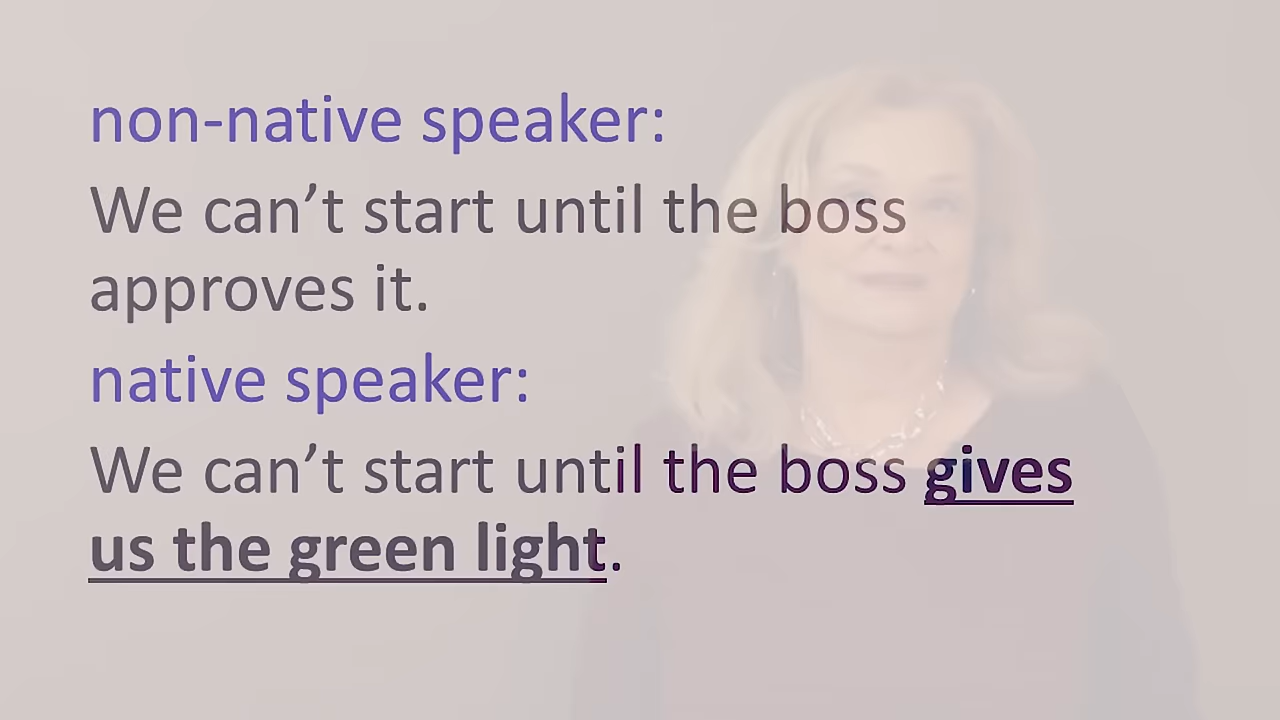 non-native speaker:
We can’t start until the boss
approves it.
native speaker:
We can’t start until the boss gives
us the green light.